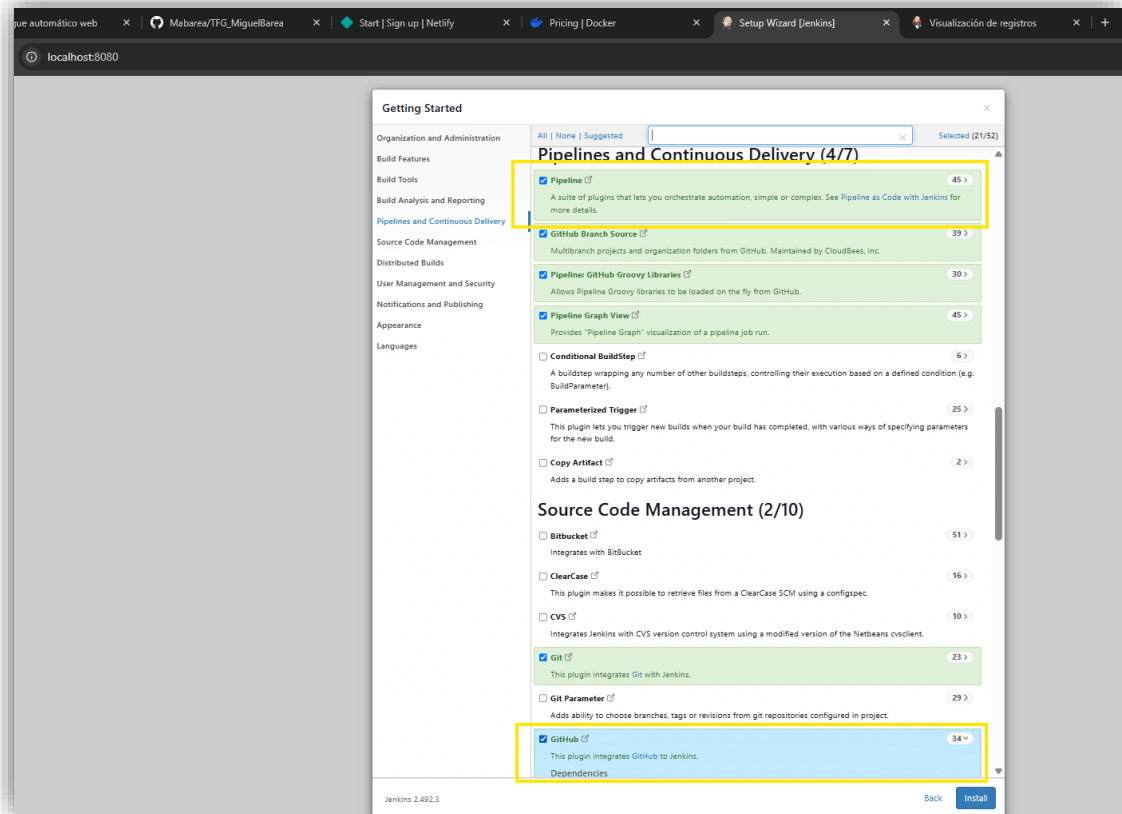 ue automático web
Mabarea/TFG_MiguelBarea
Start | Sign up | Netlify
Pricing | Docker
Setup Wizard [Jenkins]
Visualización de registros
localhost:8080
Getting Started
Organization and Administration
Build Features
Build Tools
Build Analysis and Reporting
Pipelines and Continuous Delivery
Source Code Management
Distributed Builds
User Management and Security
Notifications and Publishing
Appearance
Languages
All | None | Suggested
Selected (21/52)
Pipelines and Continuous Delivery (4/7)
Pipeline 45
A suite of plugins that lets you orchestrate automation, simple or complex. See Pipeline as Code with Jenkins for
more details.
GitHub Branch Source 39
Multibranch projects and organization folders from GitHub. Maintained by CloudBees, Inc.
Pipeline: GitHub Groovy Libraries 30
Allows Pipeline Groovy libraries to be loaded on the fly from GitHub.
Pipeline Graph View 45
Provides "Pipeline Graph" visualization of a pipeline job run.
Conditional BuildStep 6
A buildstep wrapping any number of other buildsteps, controlling their execution based on a defined condition (e.g.
BuildParameter).
Parameterized Trigger 25
This plugin lets you trigger new builds when your build has completed, with various ways of specifying parameters
for the new build.
Copy Artifact 2
Adds a build step to copy artifacts from another project.
Source Code Management (2/10)
Bitbucket 51
Integrates with BitBucket
ClearCase 16
This plugin makes it possible to retrieve files from a ClearCase SCM using a configspec.
CVS 10
Integrates Jenkins with CVS version control system using a modified version of the Netbeans cvsclient.
Git 23
This plugin integrates Git with Jenkins.
Git Parameter 29
Adds ability to choose branches, tags or revisions from git repositories configured in project.
GitHub 34
This plugin integrates GitHub to Jenkins.
Dependencies
Jenkins 2.492.3
Back
Install